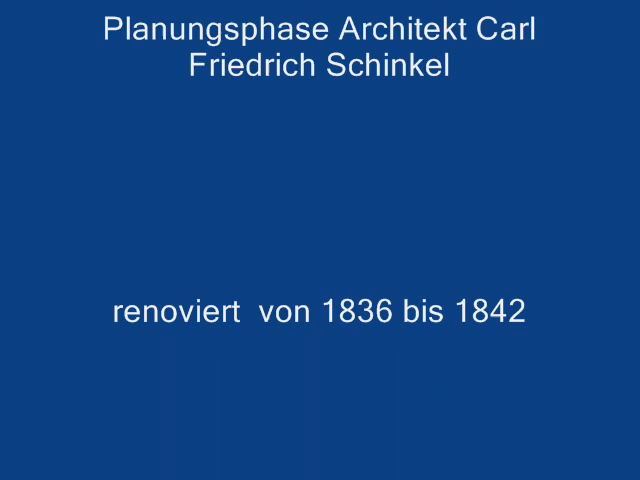 Planungsphase Architekt Carl
Friedrich Schinkel
renoviert  von 1836 bis 1842